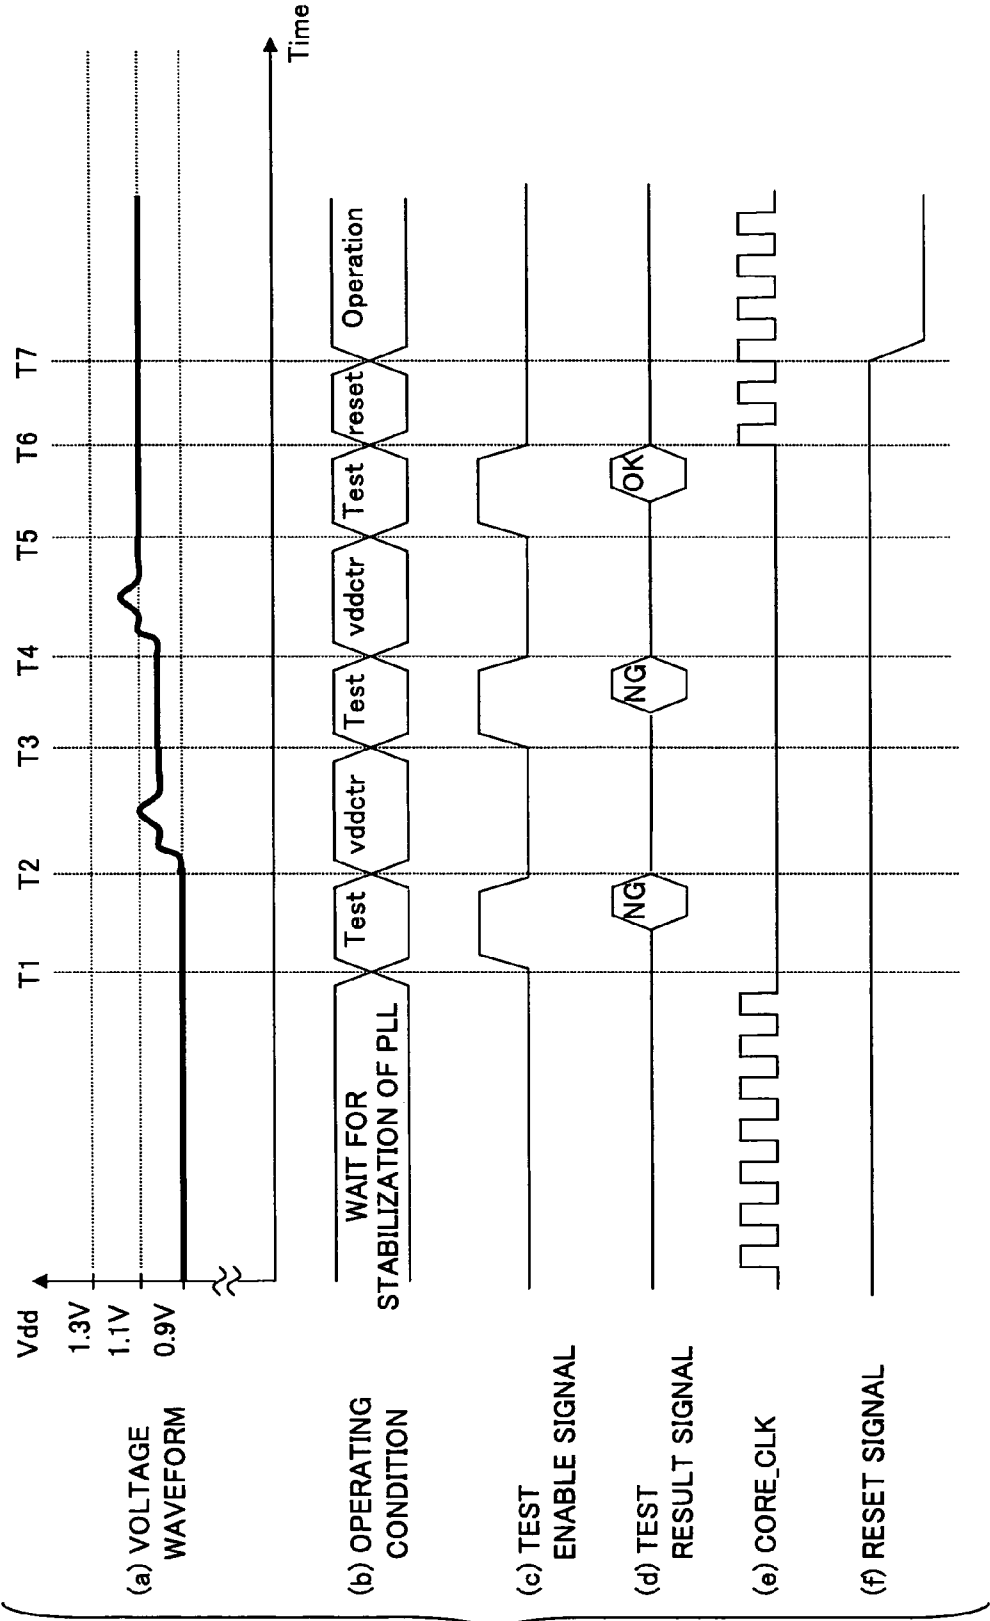 T1 T2 T3 T4 T5 T6 T7
Vdd
1.3V
1.1V
0.9V
(a) VOLTAGE
WAVEFORM
Time
(b) OPERATING
CONDITION
WAIT FOR
STABILIZATION OF PLL
Test vddctr Test vddctr Test reset Operation
(c) TEST
ENABLE SIGNAL
(d) TEST
RESULT SIGNAL
NG NG OK
(e) CORE_CLK
(f) RESET SIGNAL